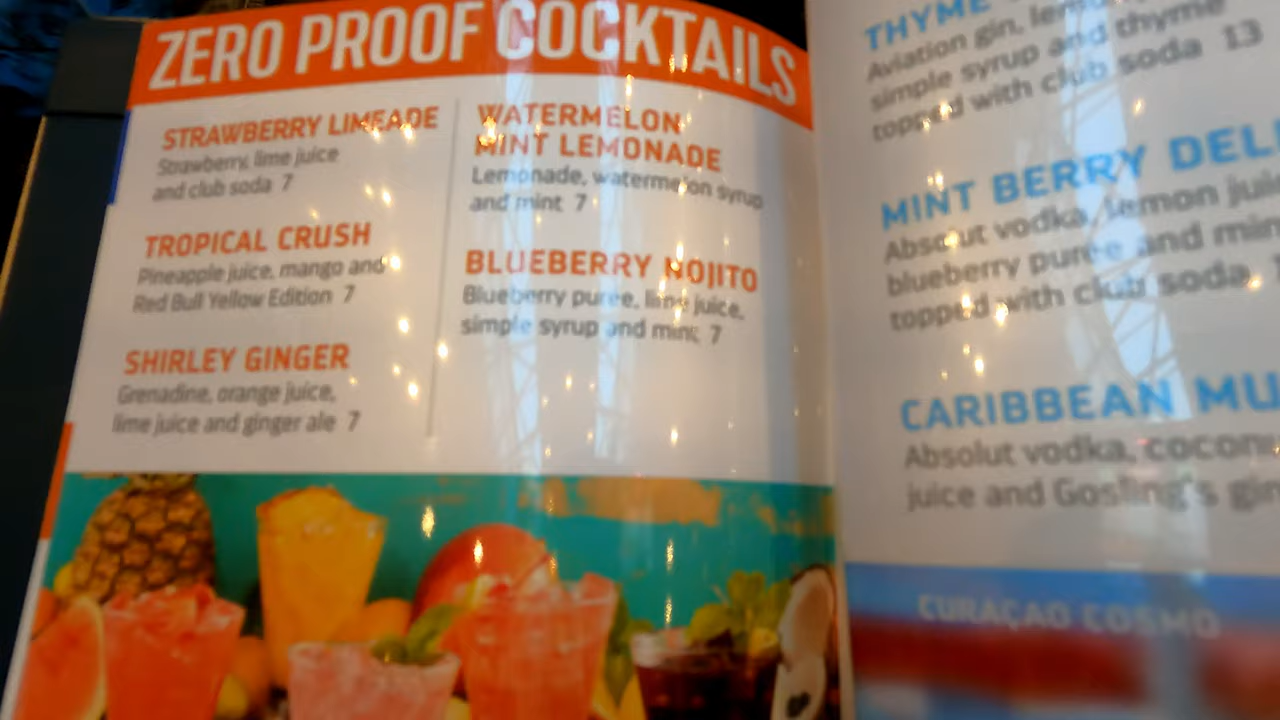 ZERO PROOF COCKTAILS
STRAWBERRY LIMEADE
Strawberry, lime juice
and club soda 7
TROPICAL CRUSH
Pineapple juice, mango and
Red Bull Yellow Edition 7
SHIRLEY GINGER
Grenadine, orange juice,
lime juice and ginger ale 7
WATERMELON-
MINT LEMONADE
Lemonade, watermelon syrup
and mint 7
BLUEBERRY NOJITO
Blueberry puree, lime juice,
simple syrup and mint 7
THYME
Aviation gin,
simple syrup and thyme
topped with club soda 13
MINT BERRY
Absolut vodka, lemon
blueberry puree and
topped with club soda,
CARIBBEAN
Absolut vodka,
juice and Gosling's
CURAÇAO COSMO